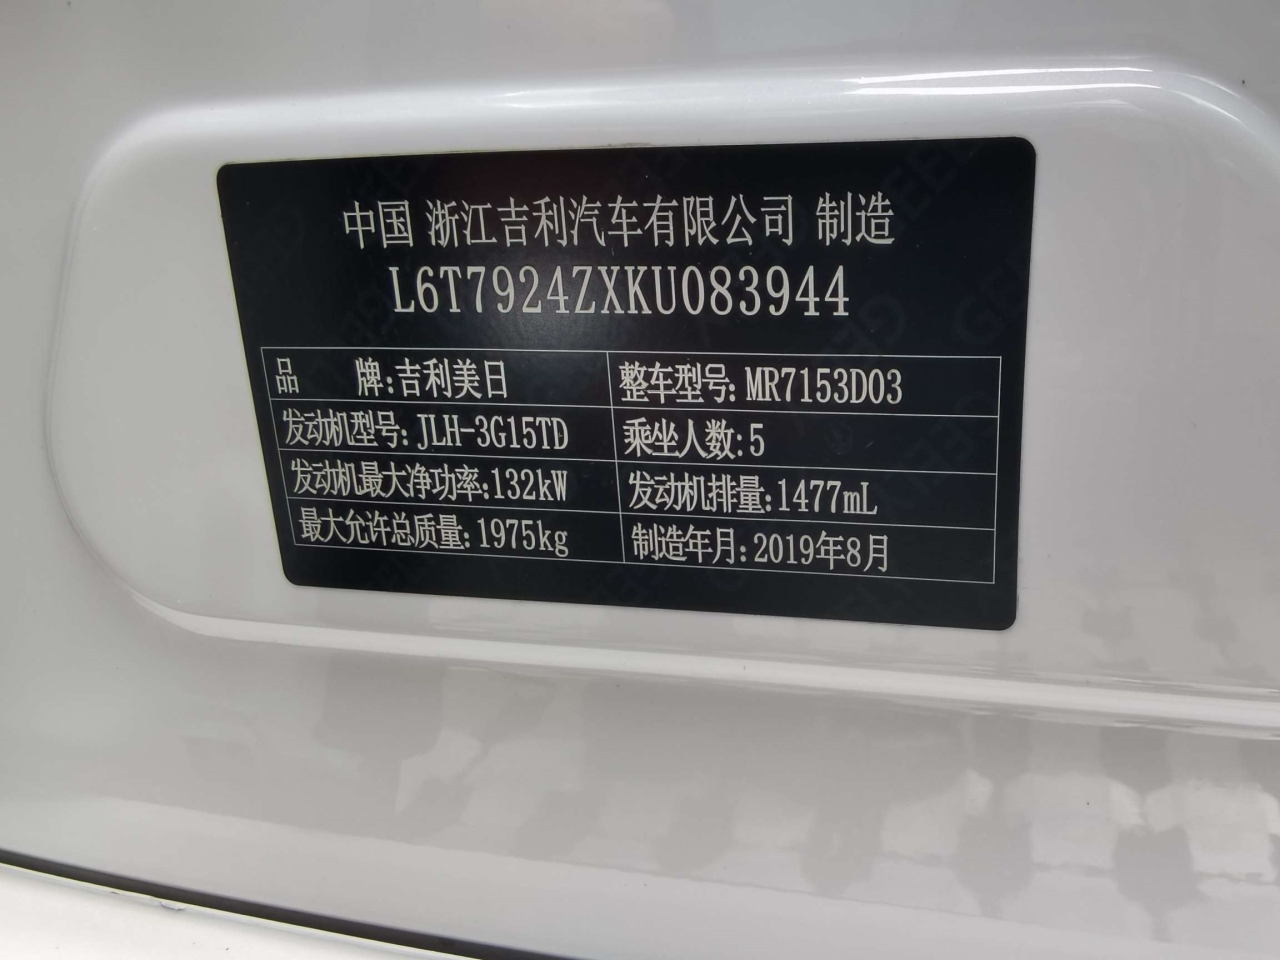 中国 浙江吉利汽车有限公司 制造
L6T7924ZXKU083944
品 牌:吉利美日 整车型号:MR7153D03
发动机型号:JLH-3G15TD 乘坐人数:5
发动机最大净功率:132kW 发动机排量:1477mL
最大允许总质量:1975kg 制造年月:2019年8月